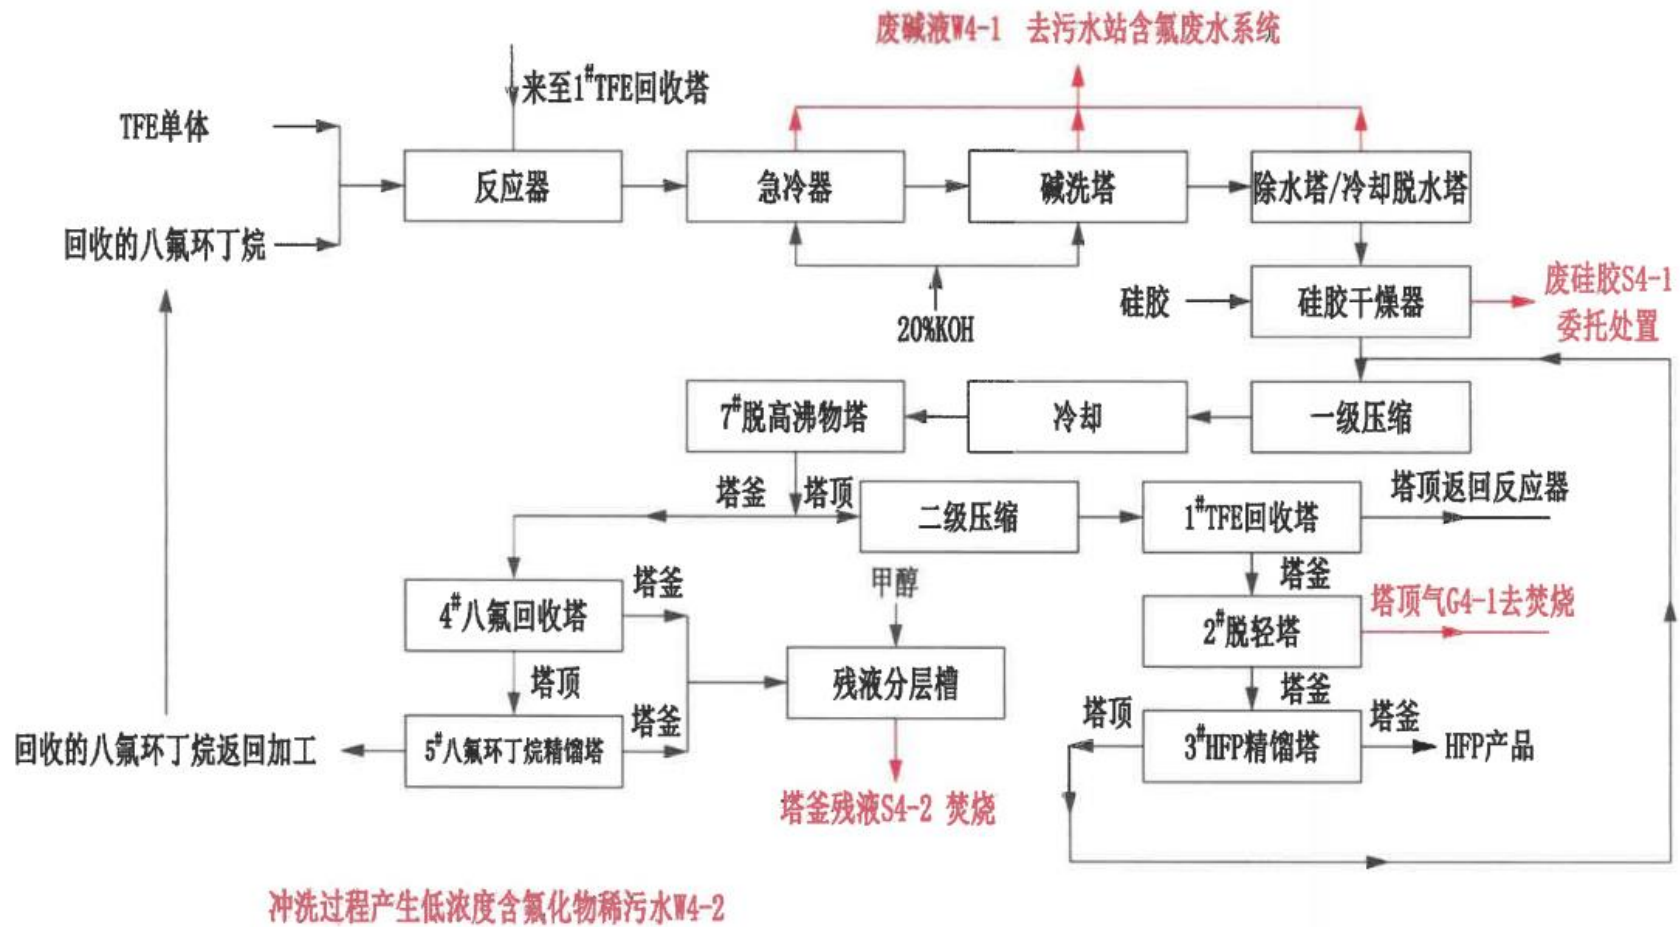 废碱液W4-1 去污水站含氟废水系统
来至1#TFE回收塔
TFE单体
反应器
急冷器
碱洗塔
除水塔/冷却脱水塔
回收的八氟环丁烷
20%KOH
硅胶
硅胶干燥器
废硅胶S4-1
委托处置
7#脱高沸物塔
冷却
一级压缩
塔釜
塔顶
二级压缩
1#TFE回收塔
塔顶返回反应器
甲醇
塔釜
4#八氟回收塔
塔釜
2#脱轻塔
塔顶气G4-1去焚烧
塔顶
残液分层槽
塔釜
回收的八氟环丁烷返回加工
5#八氟环丁烷精馏塔
塔釜
塔顶
3#HFP精馏塔
塔釜
HFP产品
塔釜残液S4-2 焚烧
冲洗过程产生低浓度含氟化物稀污水W4-2